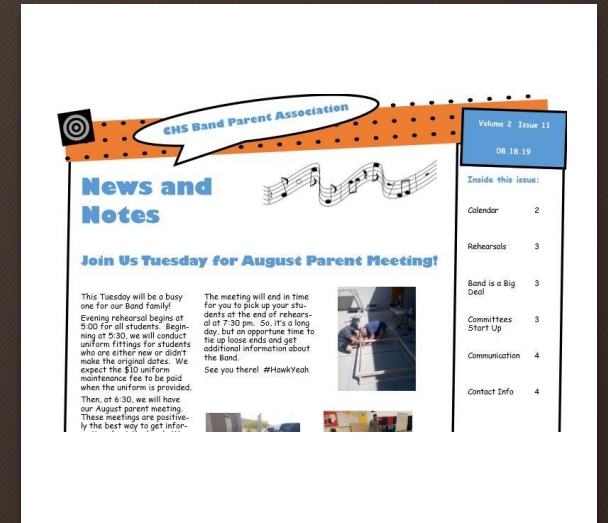 CHS Band Parent Association
Volume 2 Issue 11
08.18.19
News and
Notes
Join Us Tuesday for August Parent Meeting!
This Tuesday will be a busy
one for our Band family!
Evening rehearsal begins at
5:00 for all students. Begin-
ning at 5:30, we will conduct
uniform fittings for students
who are either new or didn't
make the original dates. We
expect the $10 uniform
maintenance fee to be paid
when the uniform is provided.
Then, at 6:30, we will have
our August parent meeting.
These meetings are positive-
ly the best way to get infor-
The meeting will end in time
for you to pick up your stu-
dents at the end of rehears-
al at 7:30 pm. So, it's a long
day, but an opportune time to
tie up loose ends and get
additional information about
the Band.
See you there! #HawkYeah
Inside this issue:
Calendar 2
Rehearsals 3
Band is a Big 3
Deal
Committees 3
Start Up
Communication 4
Contact Info 4